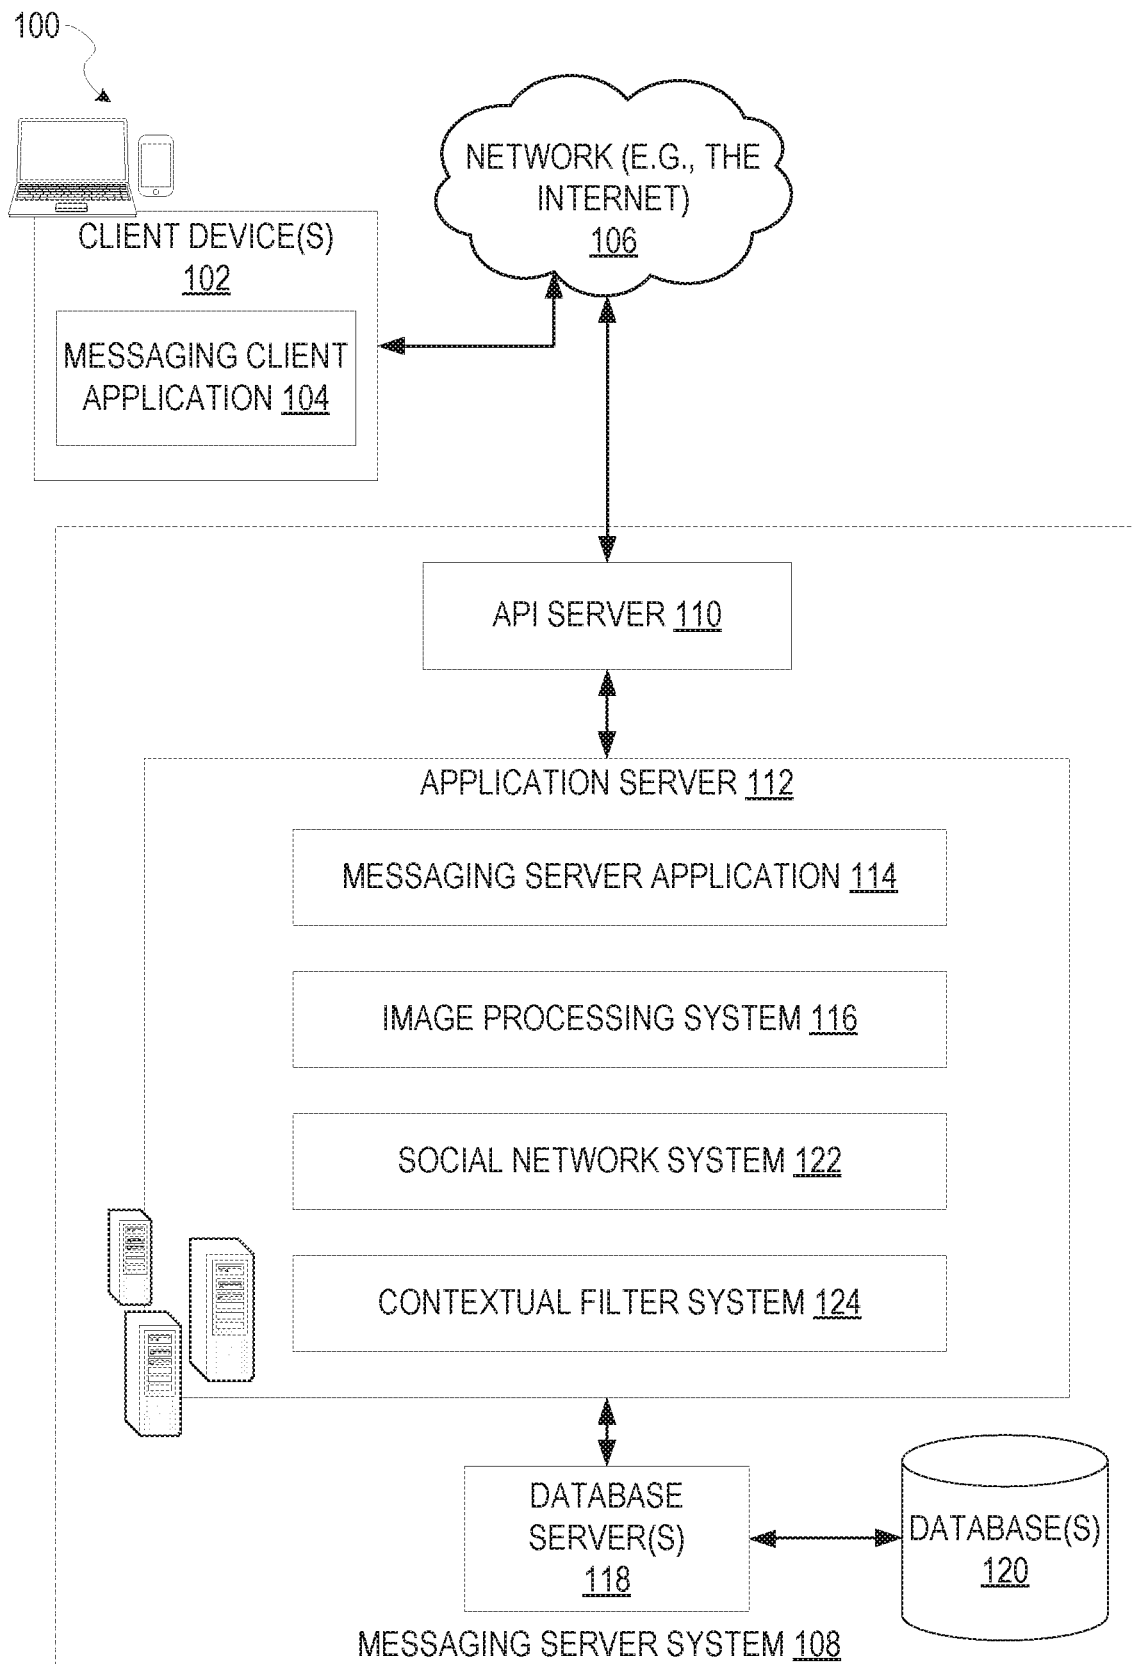 100
NETWORK (E.G., THE
INTERNET)
106
CLIENT DEVICE(S)
102
MESSAGING CLIENT
APPLICATION 104
API SERVER 110
APPLICATION SERVER 112
MESSAGING SERVER APPLICATION 114
IMAGE PROCESSING SYSTEM 116
SOCIAL NETWORK SYSTEM 122
CONTEXTUAL FILTER SYSTEM 124
DATABASE
SERVER(S)
118
DATABASE(S)
120
MESSAGING SERVER SYSTEM 108